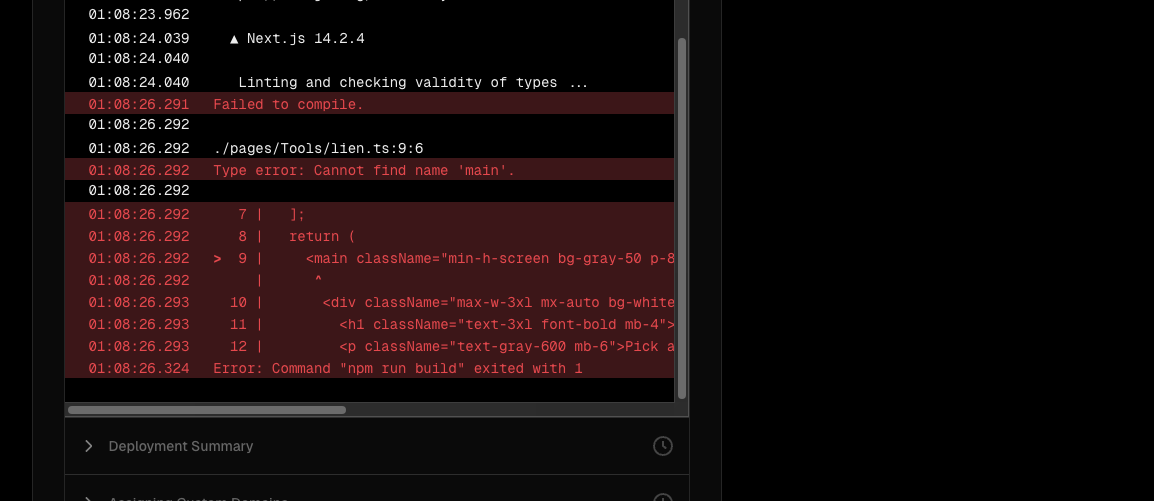 01:08:23.962
01:08:24.039 ▲ Next.js 14.2.4
01:08:24.040
01:08:24.040 Linting and checking validity of types ...
01:08:26.291 Failed to compile.
01:08:26.292
01:08:26.292 ./pages/Tools/lien.ts:9:6
01:08:26.292 Type error: Cannot find name 'main'.
01:08:26.292
01:08:26.292 7 | ];
01:08:26.292 8 | return (
01:08:26.292 > 9 | <main className="min-h-screen bg-gray-50 p-8
01:08:26.292 | ^
01:08:26.293 10 | <div className="max-w-3xl mx-auto bg-white
01:08:26.293 11 | <h1 className="text-3xl font-bold mb-4">
01:08:26.293 12 | <p className="text-gray-600 mb-6">Pick a
01:08:26.324 Error: Command "npm run build" exited with 1
Deployment Summary
Assigning Custom Domains